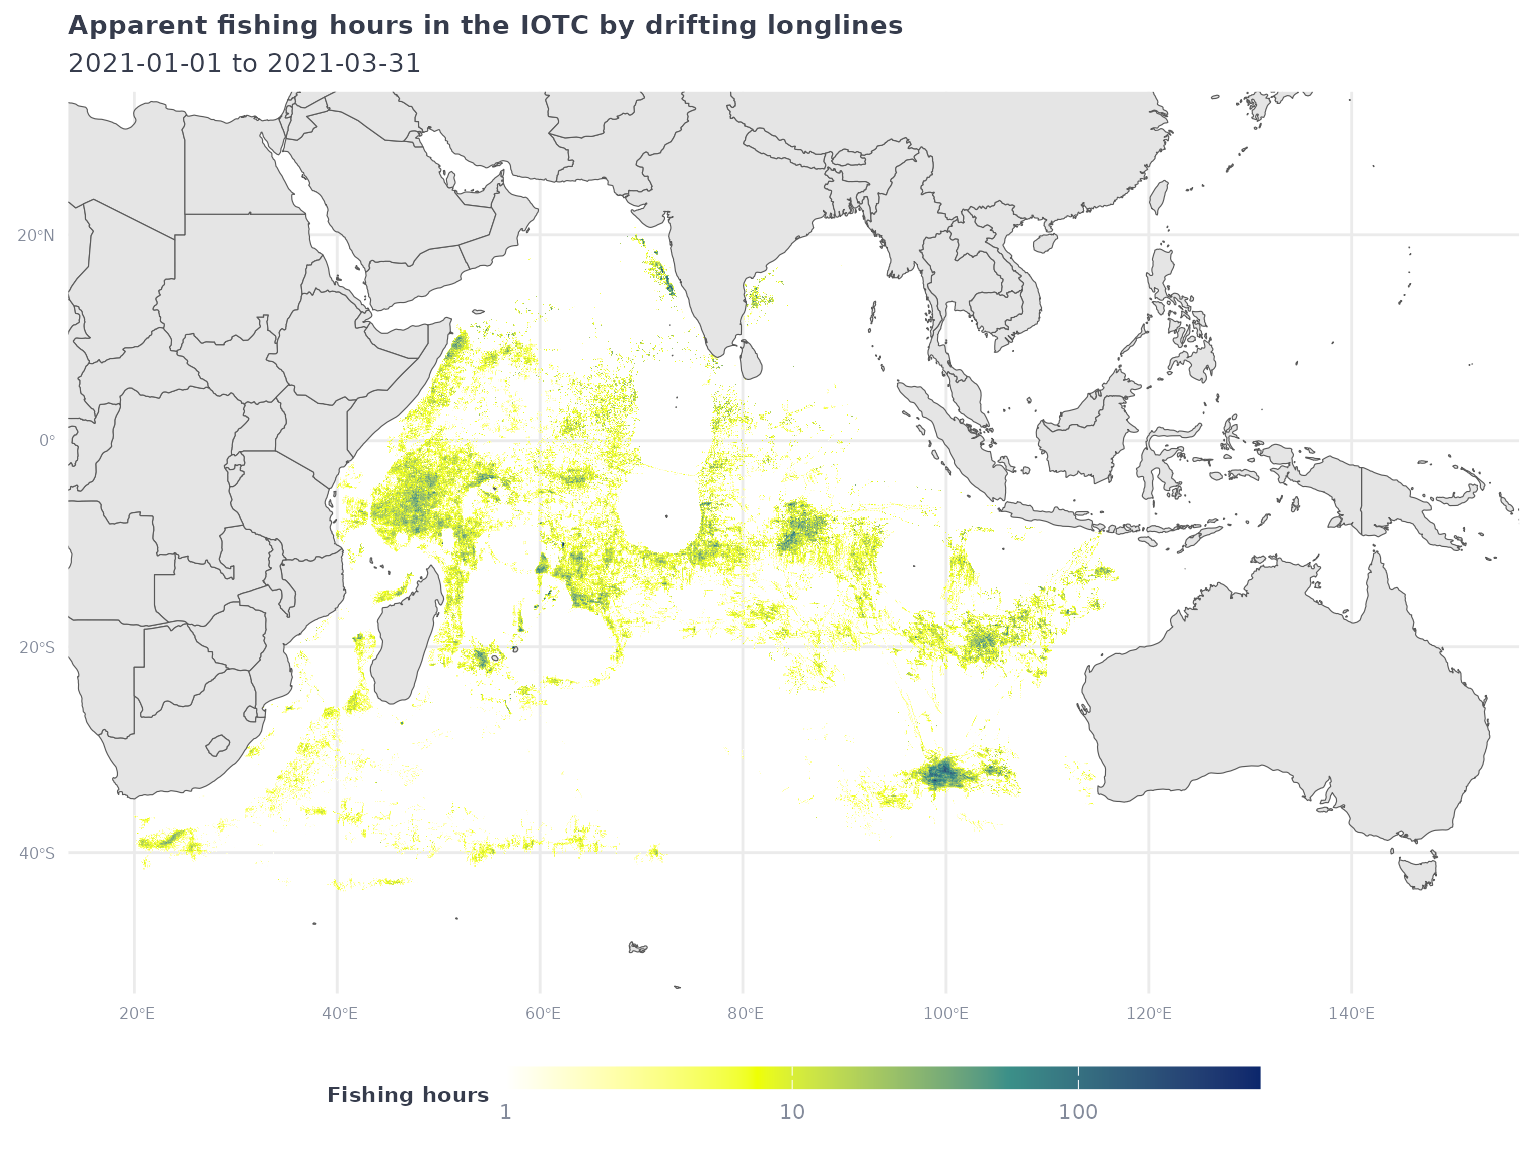 Apparent fishing hours in the IOTC by drifting longlines
2021-01-01 to 2021-03-31
20°N
0°
20°S
40°S
20°E 40°E 60°E 80°E 100°E 120°E 140°E
Fishing hours
1 10 100